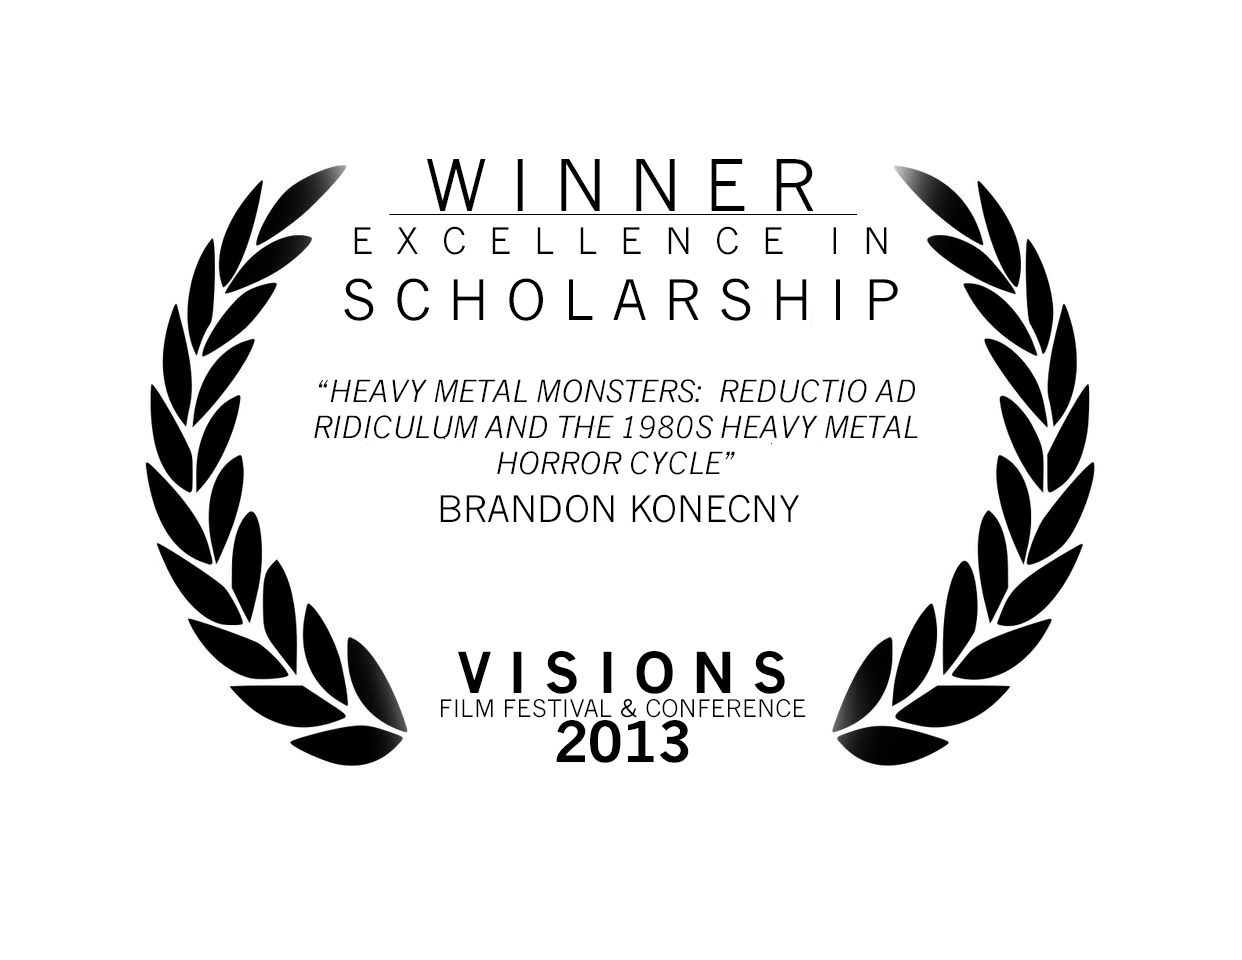 WINNER
EXCELLENCE IN
SCHOLARSHIP
“HEAVY METAL MONSTERS: REDUCTIO AD
RIDICULUM AND THE 1980S HEAVY METAL
HORROR CYCLE”
BRANDON KONECNY
VISIONS
FILM FESTIVAL & CONFERENCE
2013